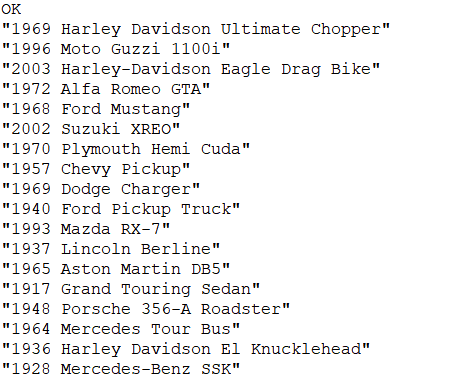 OK
"1969 Harley Davidson Ultimate Chopper"
"1996 Moto Guzzi 1100i"
"2003 Harley-Davidson Eagle Drag Bike"
"1972 Alfa Romeo GTA"
"1968 Ford Mustang"
"2002 Suzuki XREO"
"1970 Plymouth Hemi Cuda"
"1957 Chevy Pickup"
"1969 Dodge Charger"
"1940 Ford Pickup Truck"
"1993 Mazda RX-7"
"1937 Lincoln Berline"
"1965 Aston Martin DB5"
"1917 Grand Touring Sedan"
"1948 Porsche 356-A Roadster"
"1964 Mercedes Tour Bus"
"1936 Harley Davidson El Knucklehead"
"1928 Mercedes-Benz SSK"